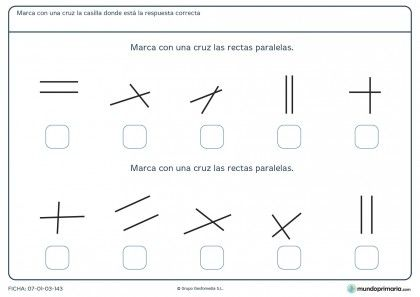 Marca con una cruz la casilla donde está la respuesta correcta
Marca con una cruz las rectas paralelas.
Marca con una cruz las rectas paralelas.
FICHA: 07-01-03-143
© Grupo Gesfomedia S.L.
mundoprimaria.com